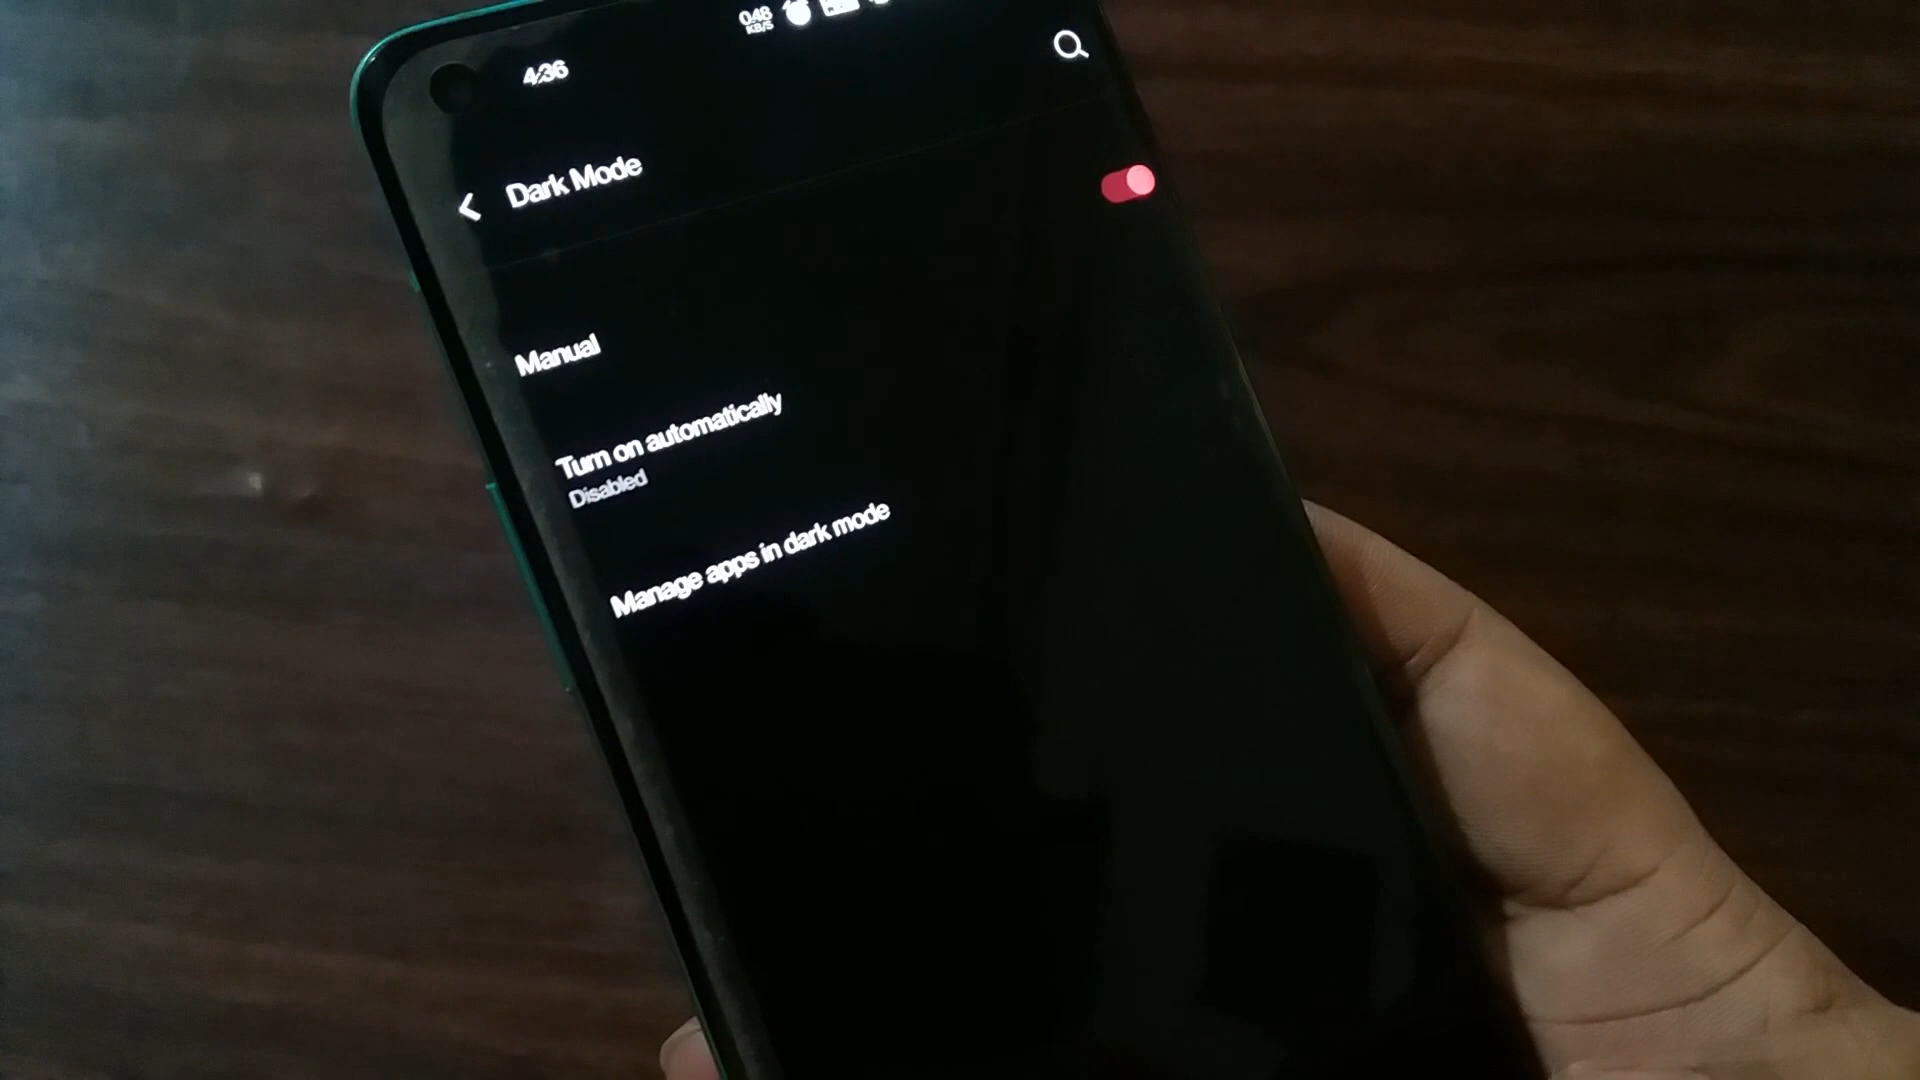 0.48
KB/S
4:36
Dark Mode
Manual
Turn on automatically
Disabled
Manage apps in dark mode